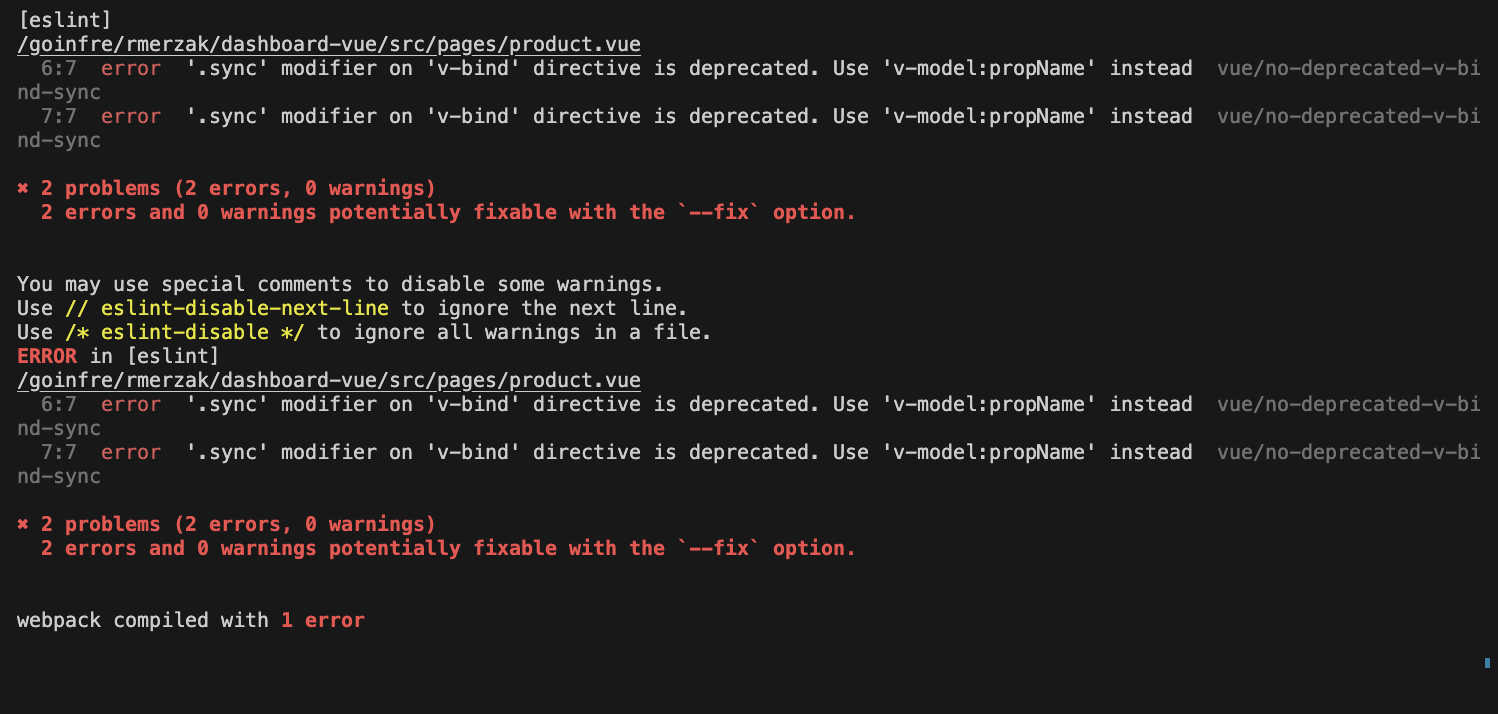 [eslint]
/goinfre/rmerzak/dashboard-vue/src/pages/product.vue
  6:7  error  '.sync' modifier on 'v-bind' directive is deprecated. Use 'v-model:propName' instead  vue/no-deprecated-v-bi
nd-sync
  7:7  error  '.sync' modifier on 'v-bind' directive is deprecated. Use 'v-model:propName' instead  vue/no-deprecated-v-bi
nd-sync
✖ 2 problems (2 errors, 0 warnings)
  2 errors and 0 warnings potentially fixable with the `--fix` option.
You may use special comments to disable some warnings.
Use // eslint-disable-next-line to ignore the next line.
Use /* eslint-disable */ to ignore all warnings in a file.
ERROR in [eslint]
/goinfre/rmerzak/dashboard-vue/src/pages/product.vue
  6:7  error  '.sync' modifier on 'v-bind' directive is deprecated. Use 'v-model:propName' instead  vue/no-deprecated-v-bi
nd-sync
  7:7  error  '.sync' modifier on 'v-bind' directive is deprecated. Use 'v-model:propName' instead  vue/no-deprecated-v-bi
nd-sync
✖ 2 problems (2 errors, 0 warnings)
  2 errors and 0 warnings potentially fixable with the `--fix` option.
webpack compiled with 1 error